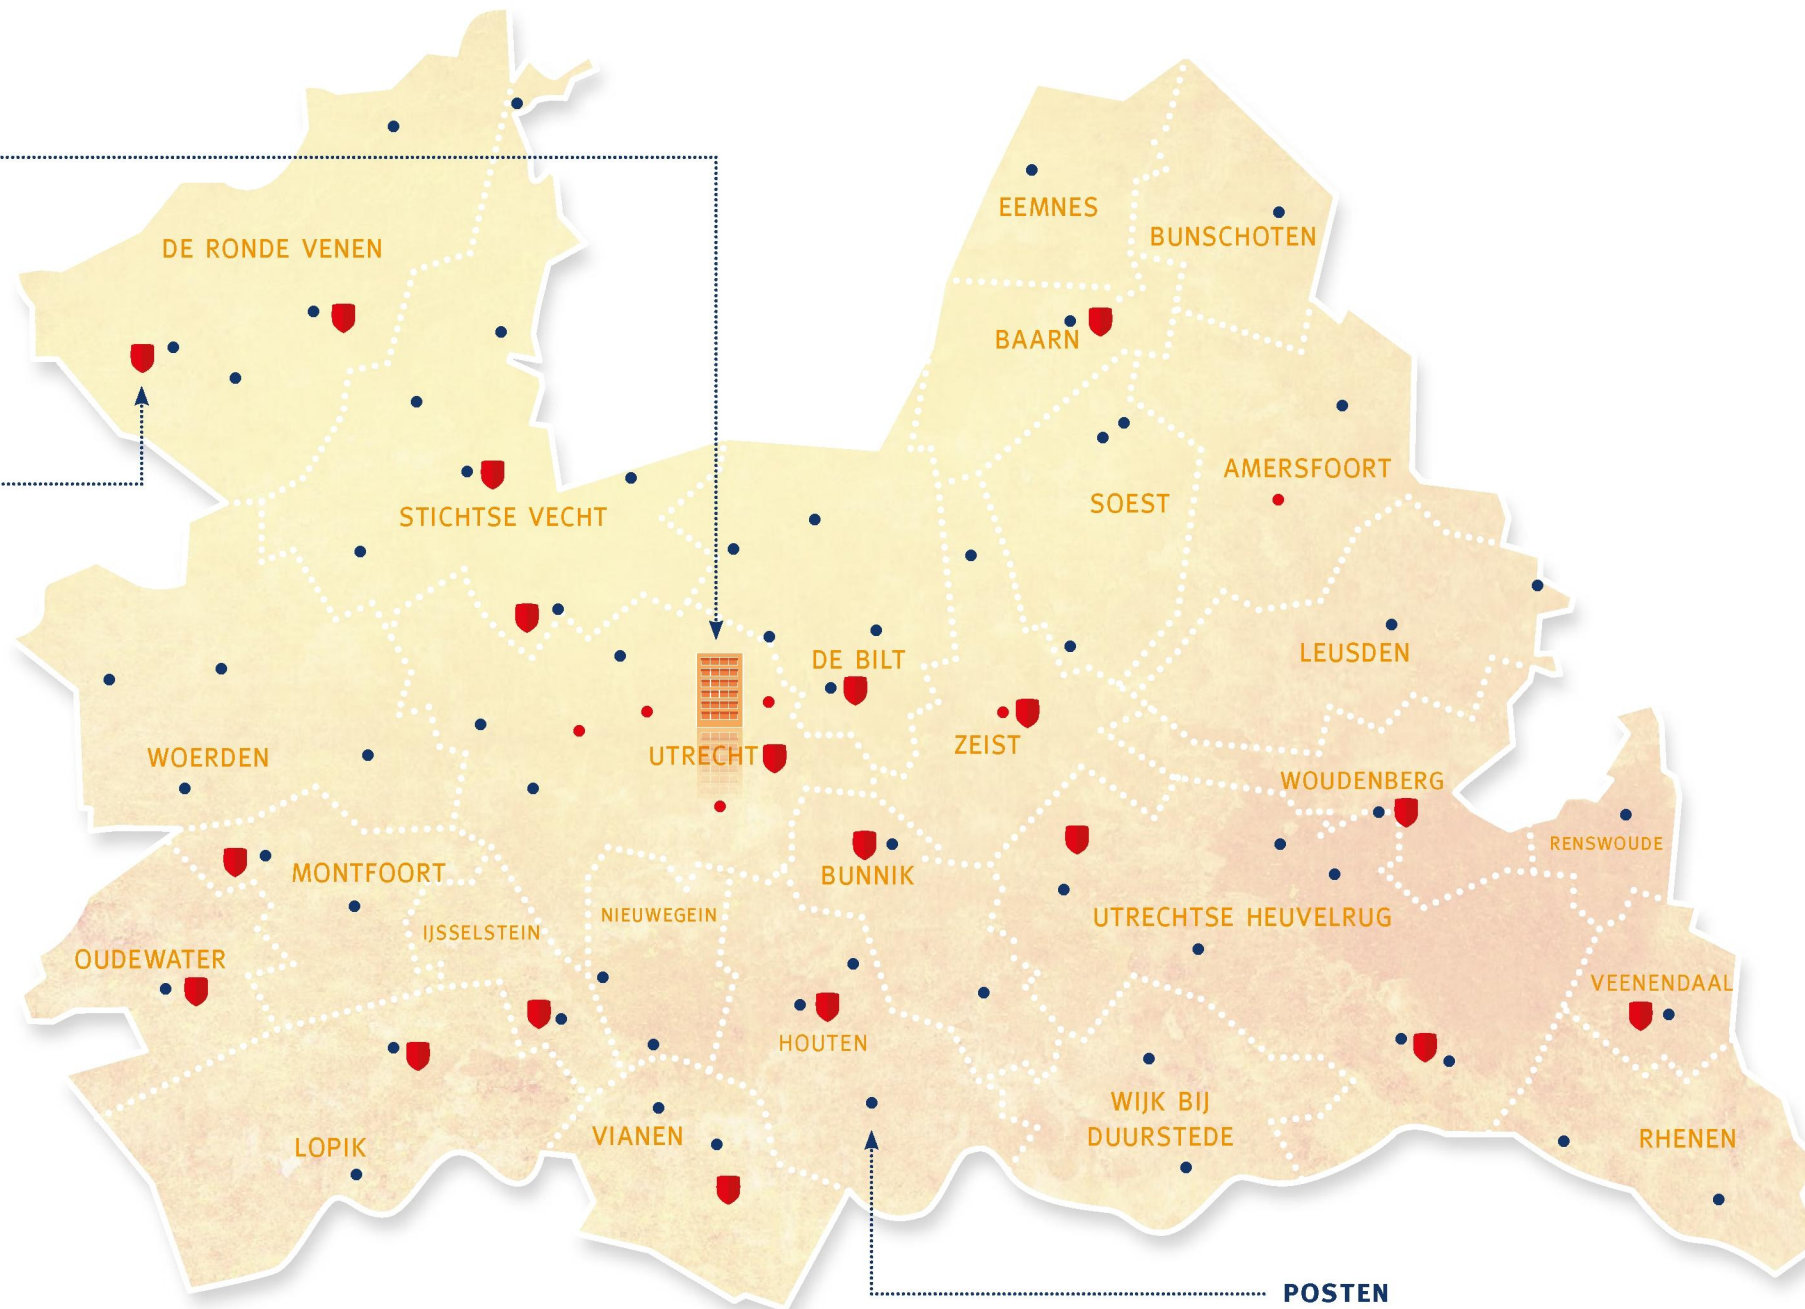 EEMNES
BUNSCHOTEN
DE RONDE VENEN
BAARN
AMERSFOORT
SOEST
STICHTSE VECHT
LEUSDEN
DE BILT
ZEIST
UTRECHT
WOERDEN
WOUDENBERG
RENSWOUDE
MONTFOORT
BUNNIK
NIEUWEGEIN
UTRECHTSE HEUVELRUG
IJSSELSTEIN
OUDEWATER
VEENENDAAL
HOUTEN
WIJK BIJ
DUURSTEDE
VIANEN
RHENEN
LOPIK
POSTEN